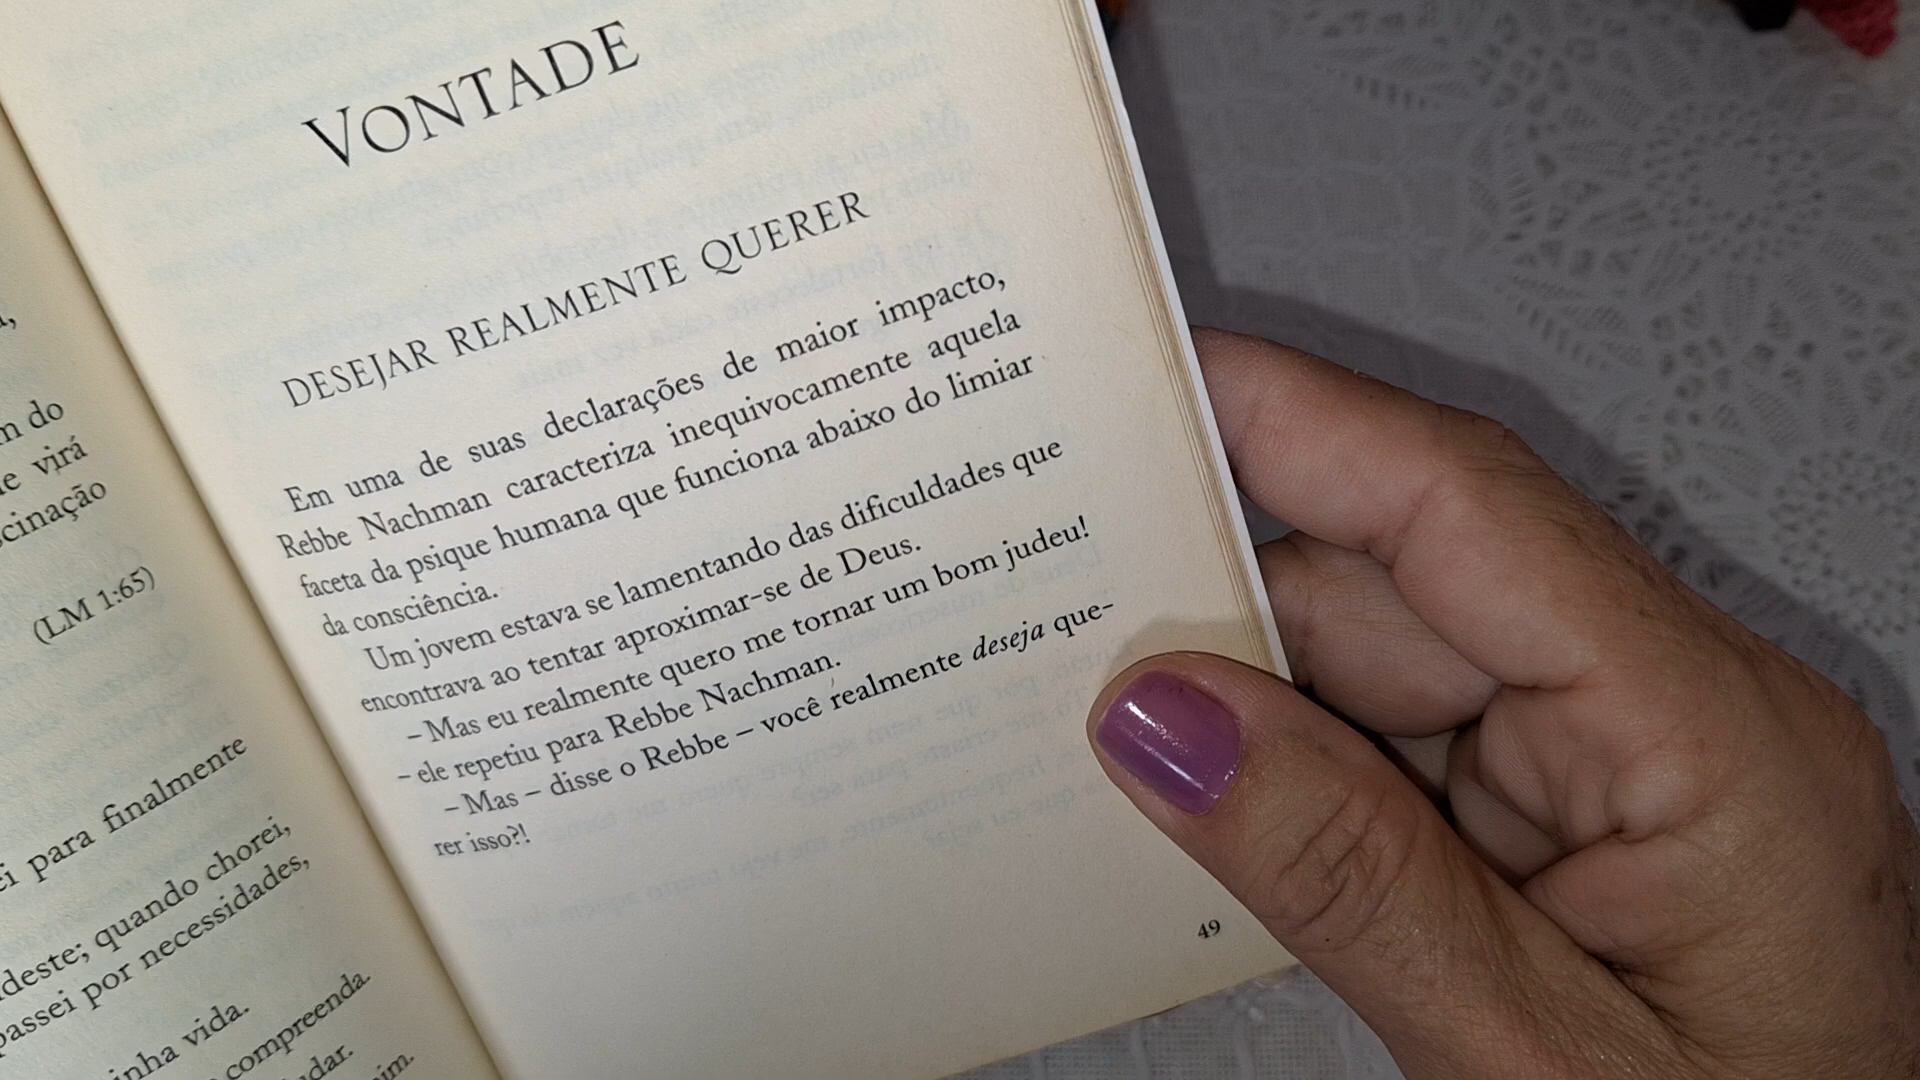 a,
m do
e virá
cinação
(LM 1:65)
ei para finalmente
deste; quando chorei,
passei por necessidades,
inha vida.
compreenda.
udar.
im.
VONTADE
DESEJAR REALMENTE QUERER
Em uma de suas declarações de maior impacto,
Rebbe Nachman caracteriza inequivocamente aquela
faceta da psique humana que funciona abaixo do limiar
da consciência.
Um jovem estava se lamentando das dificuldades que
encontrava ao tentar aproximar-se de Deus.
– Mas eu realmente quero me tornar um bom judeu!
– ele repetiu para Rebbe Nachman.
– Mas – disse o Rebbe – você realmente deseja que-
rer isso?!
49